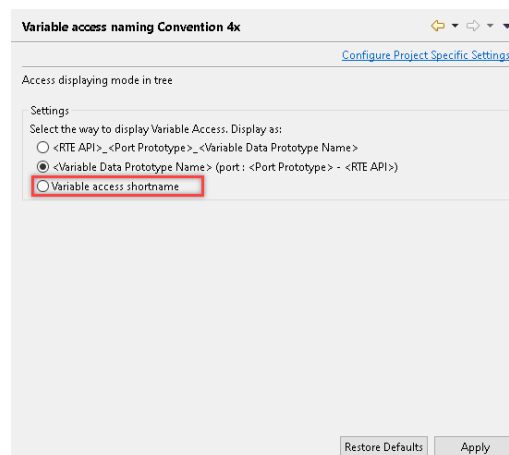 Variable access naming Convention 4x
Configure Project Specific Settings
Access displaying mode in tree
Settings
Select the way to display Variable Access. Display as:
<RTE API>_<Port Prototype>_<Variable Data Prototype Name>
<Variable Data Prototype Name> (port : <Port Prototype> - <RTE API>)
Variable access shortname
Restore Defaults Apply